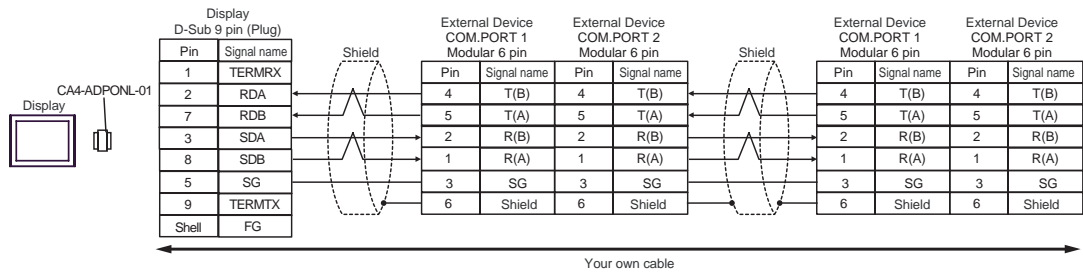 Display
D-Sub 9 pin (Plug)
Pin Signal name
1 TERMRX
2 RDA
7 RDB
3 SDA
8 SDB
5 SG
9 TERMTX
Shell FG
CA4-ADPONL-01
Display
Shield
External Device
COM.PORT 1
Modular 6 pin
External Device
COM.PORT 2
Modular 6 pin
Pin Signal name Pin Signal name
4 T(B) 4 T(B)
5 T(A) 5 T(A)
2 R(B) 2 R(B)
1 R(A) 1 R(A)
3 SG 3 SG
6 Shield 6 Shield
Shield
External Device
COM.PORT 1
Modular 6 pin
External Device
COM.PORT 2
Modular 6 pin
Pin Signal name Pin Signal name
4 T(B) 4 T(B)
5 T(A) 5 T(A)
2 R(B) 2 R(B)
1 R(A) 1 R(A)
3 SG 3 SG
6 Shield 6 Shield
Your own cable